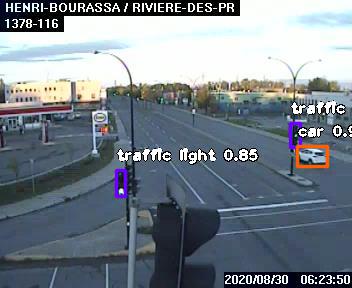 HENRI-BOURASSA / RIVIERE-DES-PR
1378-116
traffic
car 0.9
traffic light 0.85
2020/08/30 06:23:50